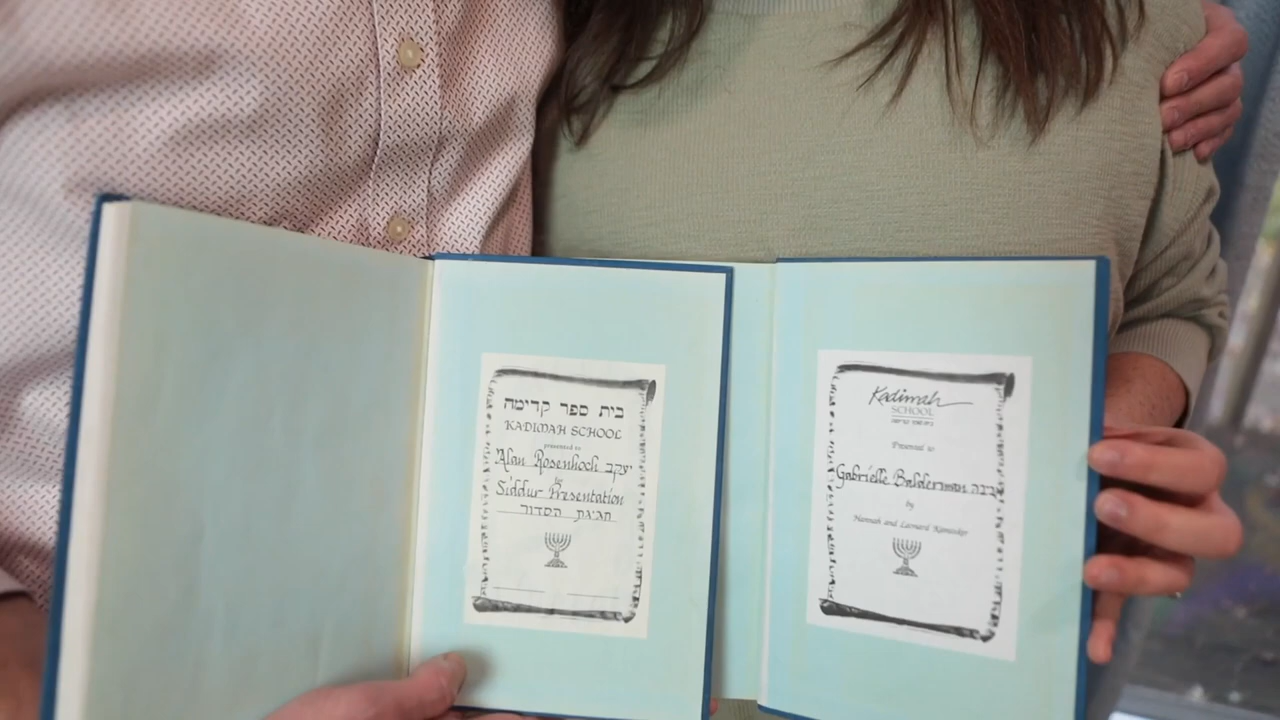 בית ספר קדימה
KADIMAH SCHOOL
presented to
Alan Rosenhoch יעקב
Siddur Presentation
חגיגת הסדור
Kadimah
SCHOOL
Presented to
Gabrielle Balderman
by
Hannah and Leonard Kamisker